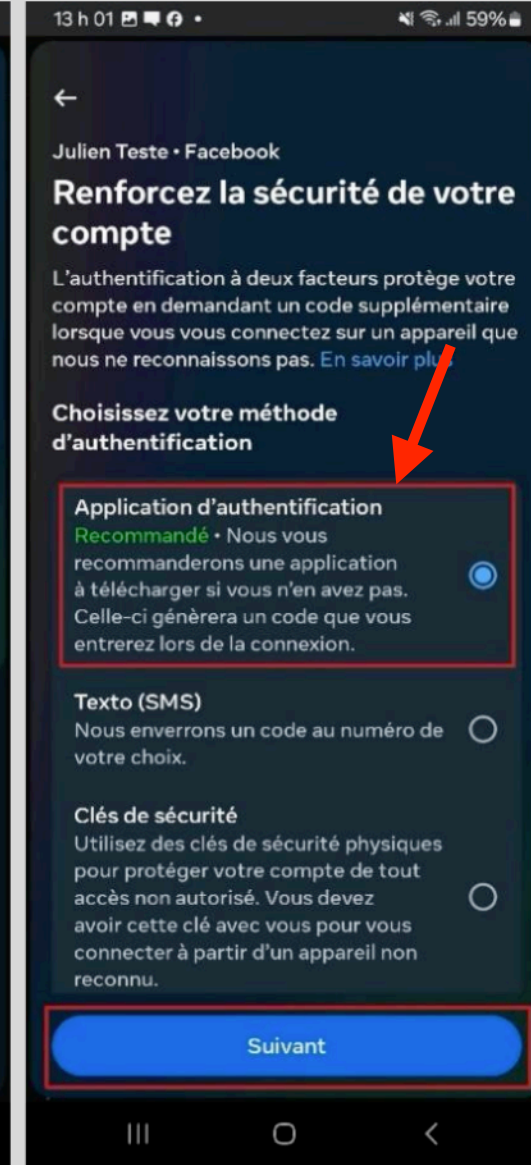 13 h 01
59%
Julien Teste • Facebook
Renforcez la sécurité de votre
compte
L'authentification à deux facteurs protège votre
compte en demandant un code supplémentaire
lorsque vous vous connectez sur un appareil que
nous ne reconnaissons pas. En savoir plus
Choisissez votre méthode
d'authentification
Application d'authentification
Recommandé • Nous vous
recommanderons une application
à télécharger si vous n'en avez pas.
Celle-ci génèrera un code que vous
entrerez lors de la connexion.
Texto (SMS)
Nous enverrons un code au numéro de
votre choix.
Clés de sécurité
Utilisez des clés de sécurité physiques
pour protéger votre compte de tout
accès non autorisé. Vous devez
avoir cette clé avec vous pour vous
connecter à partir d'un appareil non
reconnu.
Suivant